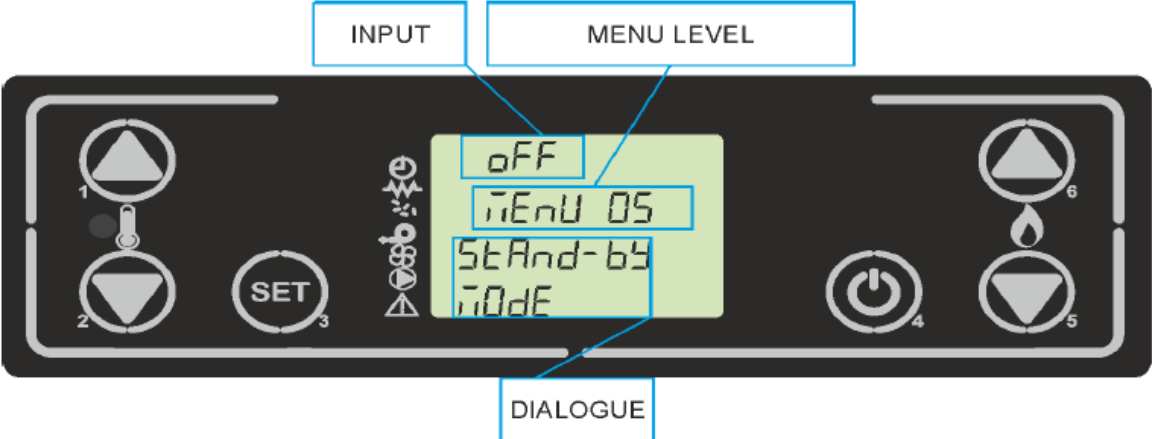 INPUT MENU LEVEL
oFF
1 6
MEnU 05
StAnd-bY
SET
MOdE
2 3 4 5
DIALOGUE